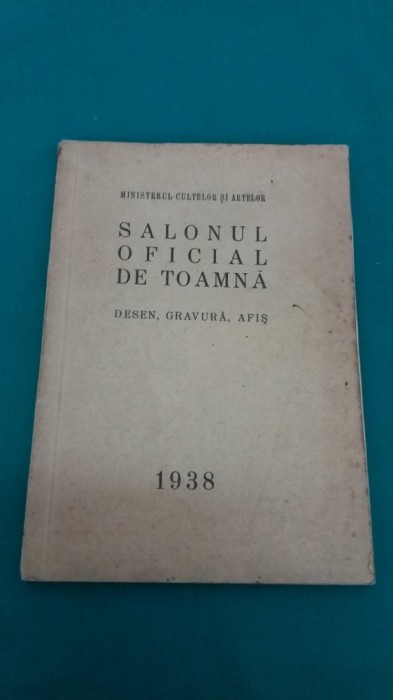 MINISTERUL CULTELOR ȘI ARTELOR
SALONUL
OFICIAL
DE TOAMNĂ
DESEN, GRAVURĂ, AFIȘ
1938